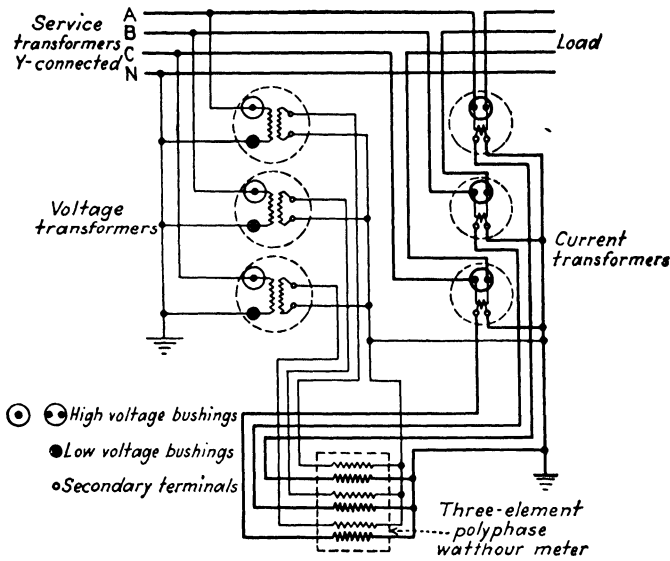 Service
transformers
Y-connected
A
B
C
N
Load
Voltage
transformers
Current
transformers
High voltage bushings
Low voltage bushings
Secondary terminals
Three-element
polyphase
watthour meter